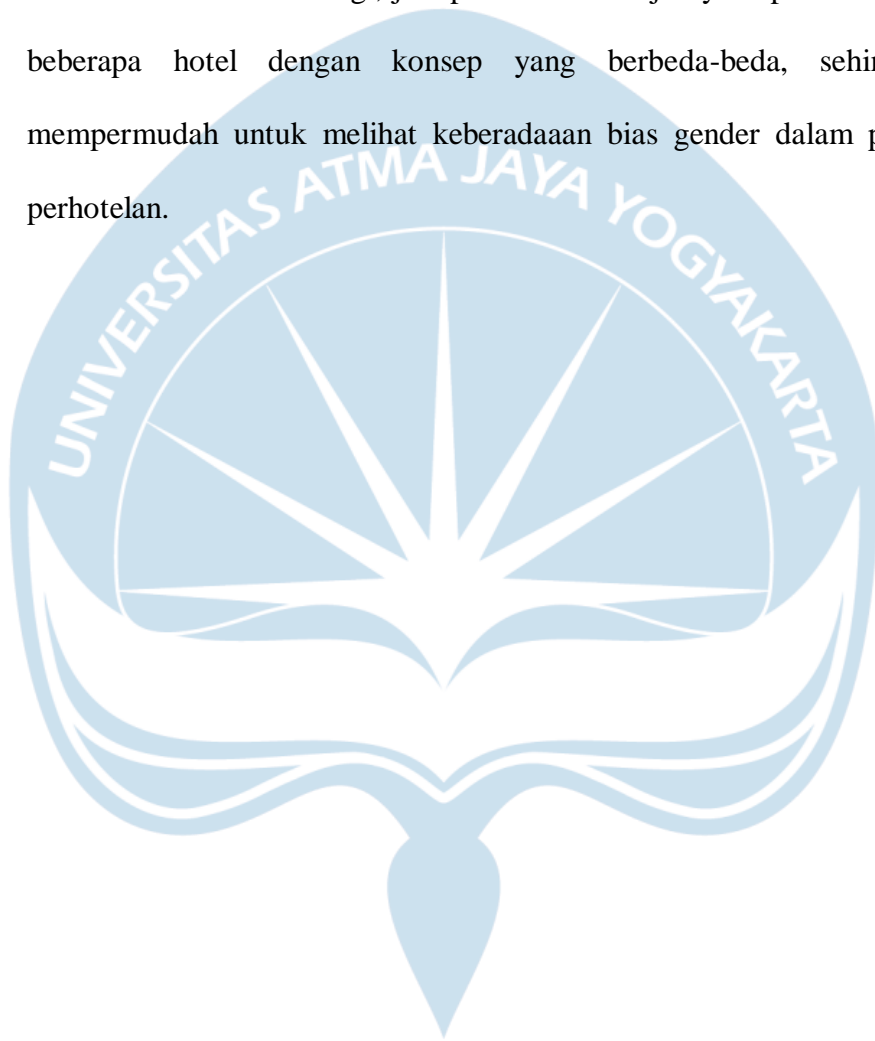 beberapa hotel dengan konsep yang berbeda-beda,
mempermudah untuk melihat keberadaaan bias gender dalam
perhotelan.
UNIVERSITAS ATMA JAYA YOGYAKARTA